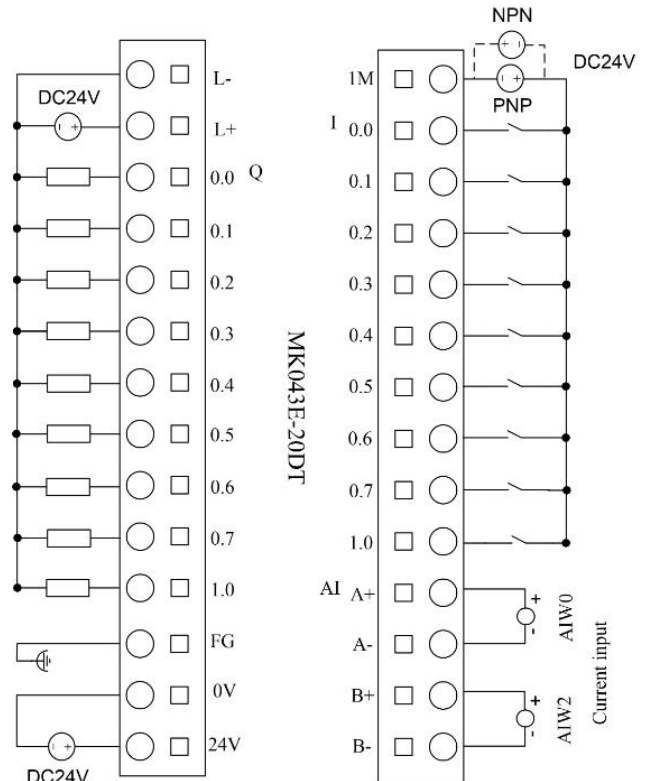 L-
DC24V
L+
0.0 Q
0.1
0.2
0.3
0.4
0.5
0.6
0.7
1.0
FG
0V
24V
DC24V
MK043E-20DT
NPN
DC24V
1M
PNP
I 0.0
0.1
0.2
0.3
0.4
0.5
0.6
0.7
1.0
AI A+
A-
B+
B-
+
-
AIW0
+
-
AIW2
Current input